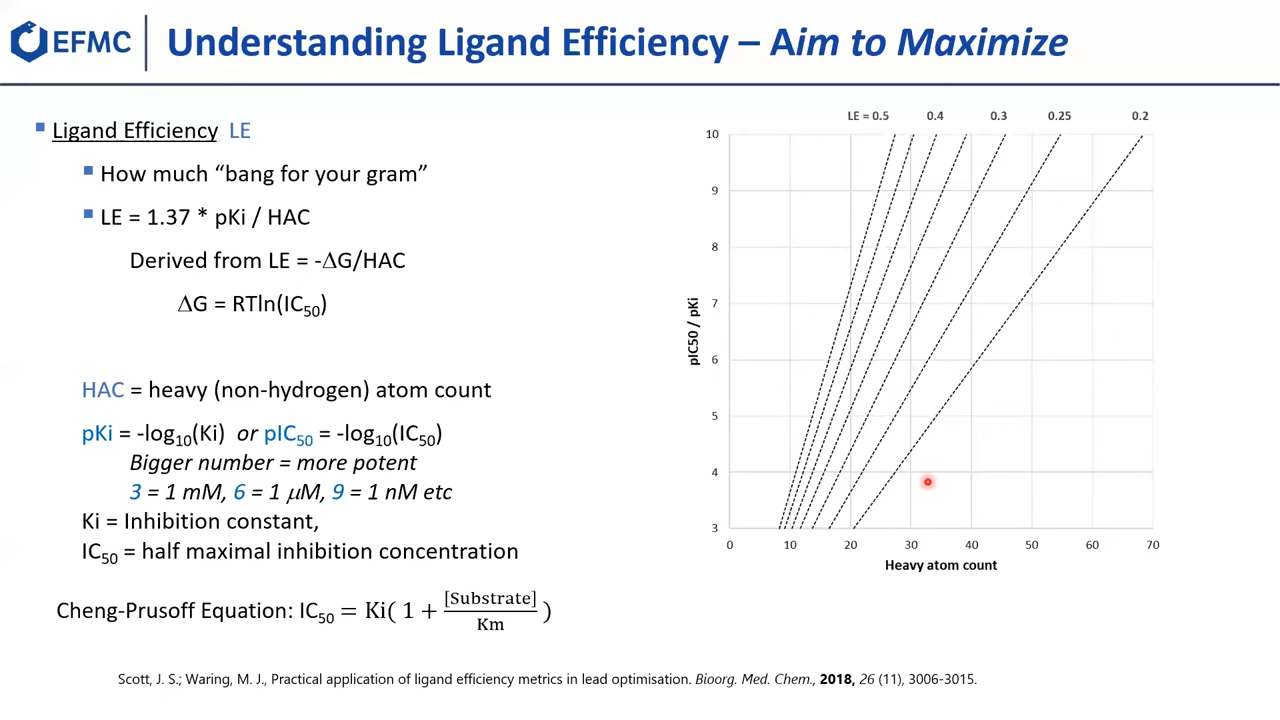 EFMC
Understanding Ligand Efficiency – Aim to Maximize
Ligand Efficiency LE
How much “bang for your gram”
LE = 1.37 * pKi / HAC
Derived from LE = -ΔG/HAC
ΔG = RTln(IC50)
HAC = heavy (non-hydrogen) atom count
pKi = -log10(Ki) or pIC50 = -log10(IC50)
Bigger number = more potent
3 = 1 mM, 6 = 1 μM, 9 = 1 nM etc
Ki = Inhibition constant,
IC50 = half maximal inhibition concentration
Cheng-Prusoff Equation: IC50 = Ki( 1 + [Substrate] / Km )
LE = 0.5 0.4 0.3 0.25 0.2
10
9
8
7
6
5
4
3
pIC50 / pKi
0 10 20 30 40 50 60 70
Heavy atom count
Scott, J. S.; Waring, M. J., Practical application of ligand efficiency metrics in lead optimisation. Bioorg. Med. Chem., 2018, 26 (11), 3006-3015.